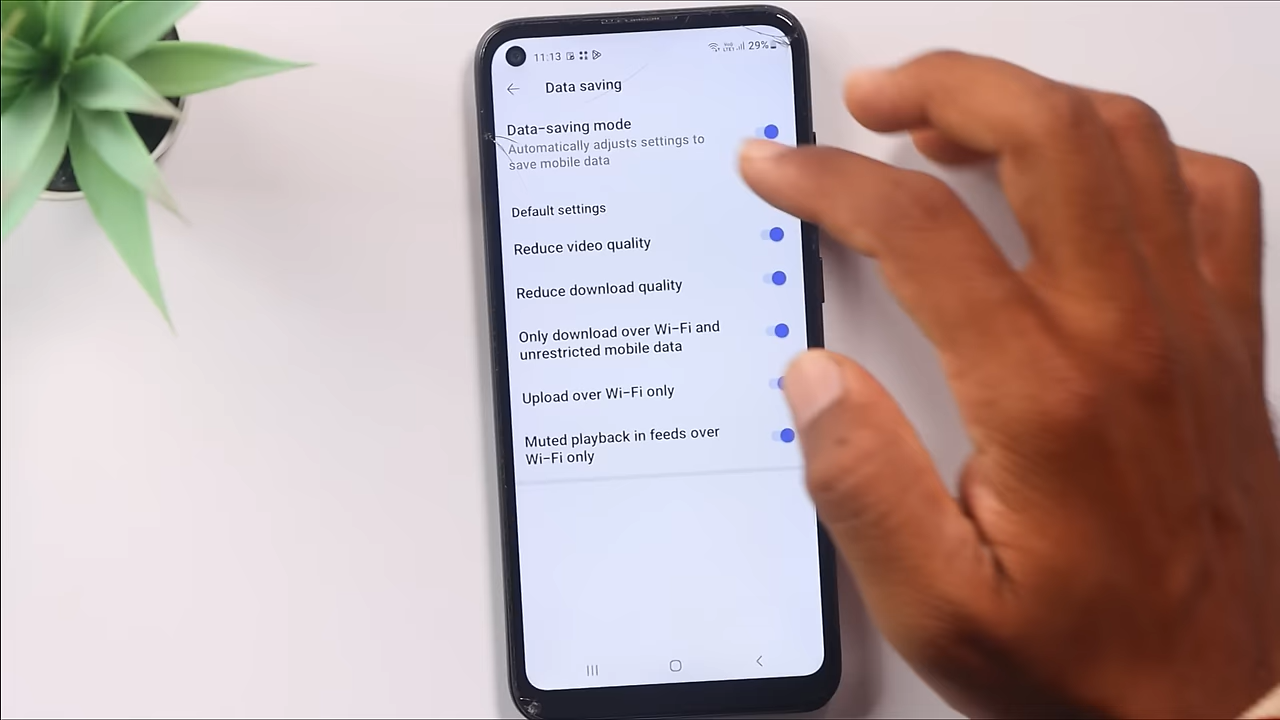 11:13
29%
Data saving
Data-saving mode
Automatically adjusts settings to
save mobile data
Default settings
Reduce video quality
Reduce download quality
Only download over Wi-Fi and
unrestricted mobile data
Upload over Wi-Fi only
Muted playback in feeds over
Wi-Fi only